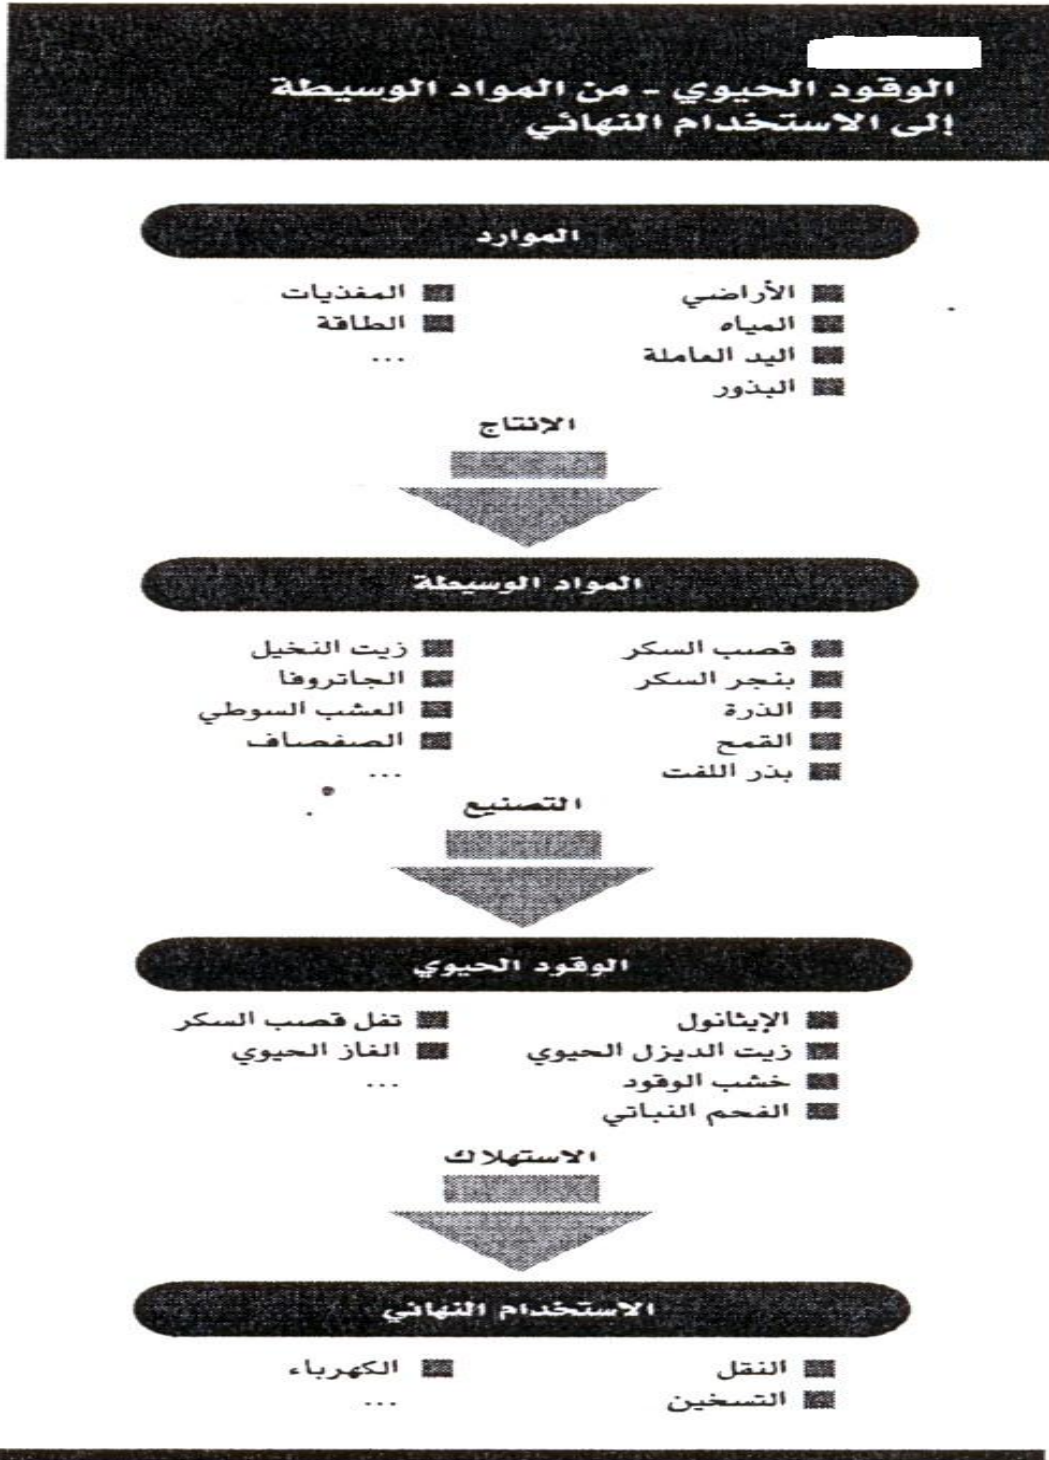 الوقود الحيوي - من المواد الوسيطة
إلى الاستخدام النهائي
الموارد
الأراضي
المياه
اليد العاملة
البذور
المغذيات
الطاقة
...
الإنتاج
المواد الوسيطة
قصب السكر
بنجر السكر
الذرة
القمح
بذر اللفت
زيت النخيل
الجاتروفا
العشب السوطي
الصفصاف
...
التصنيع
الوقود الحيوي
الإيثانول
زيت الديزل الحيوي
خشب الوقود
الفحم النباتي
تفل قصب السكر
الغاز الحيوي
...
الاستهلاك
الاستخدام النهائي
النقل
التسخين
الكهرباء
...